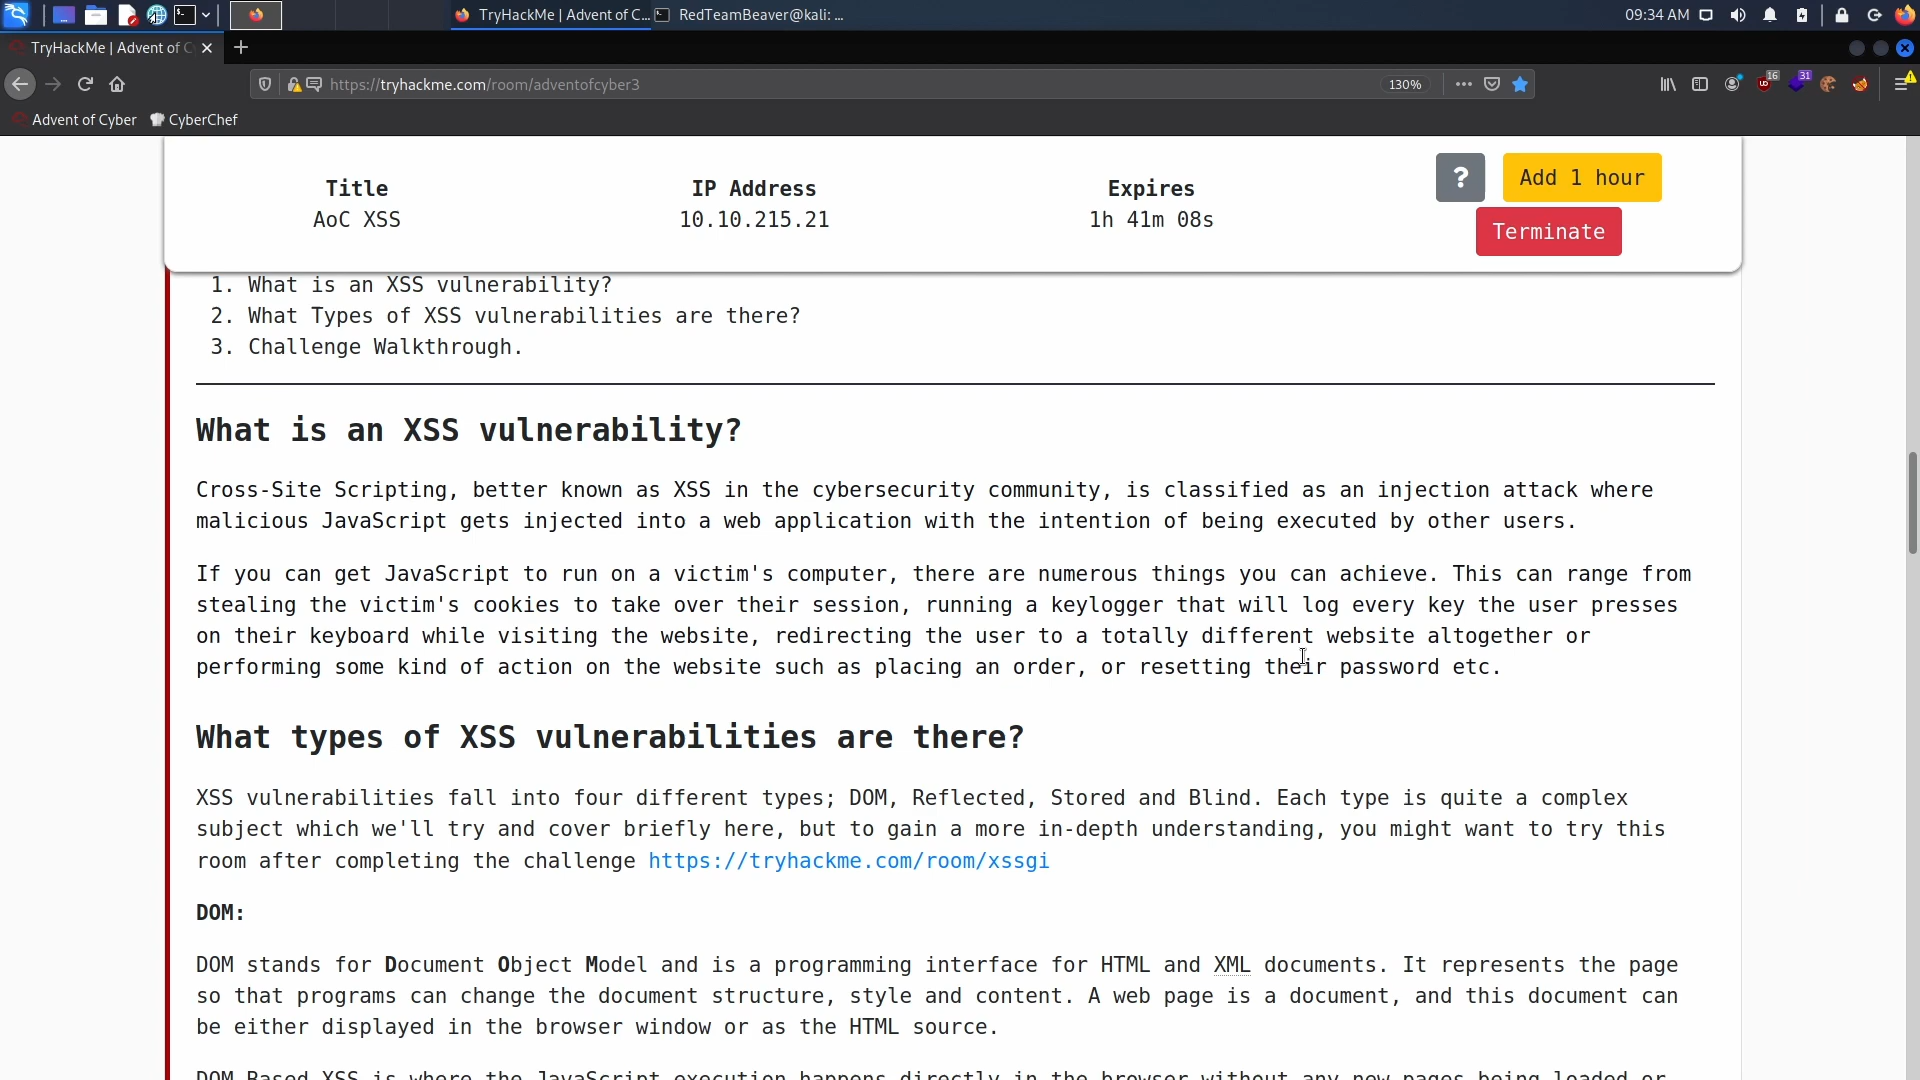 TryHackMe | Advent of C...
RedTeamBeaver@kali: ...
09:34 AM
TryHackMe | Advent of C
https://tryhackme.com/room/adventofcyber3
130%
16
31
Advent of Cyber
CyberChef
Title
IP Address
Expires
?
Add 1 hour
AoC XSS
10.10.215.21
1h 41m 08s
Terminate
1. What is an XSS vulnerability?
2. What Types of XSS vulnerabilities are there?
3. Challenge Walkthrough.
What is an XSS vulnerability?
Cross-Site Scripting, better known as XSS in the cybersecurity community, is classified as an injection attack where
malicious JavaScript gets injected into a web application with the intention of being executed by other users.
If you can get JavaScript to run on a victim's computer, there are numerous things you can achieve. This can range from
stealing the victim's cookies to take over their session, running a keylogger that will log every key the user presses
on their keyboard while visiting the website, redirecting the user to a totally different website altogether or
performing some kind of action on the website such as placing an order, or resetting their password etc.
What types of XSS vulnerabilities are there?
XSS vulnerabilities fall into four different types; DOM, Reflected, Stored and Blind. Each type is quite a complex
subject which we'll try and cover briefly here, but to gain a more in-depth understanding, you might want to try this
room after completing the challenge https://tryhackme.com/room/xssgi
DOM:
DOM stands for Document Object Model and is a programming interface for HTML and XML documents. It represents the page
so that programs can change the document structure, style and content. A web page is a document, and this document can
be either displayed in the browser window or as the HTML source.
DOM Based XSS is where the JavaScript execution happens directly in the browser without any new pages being loaded or